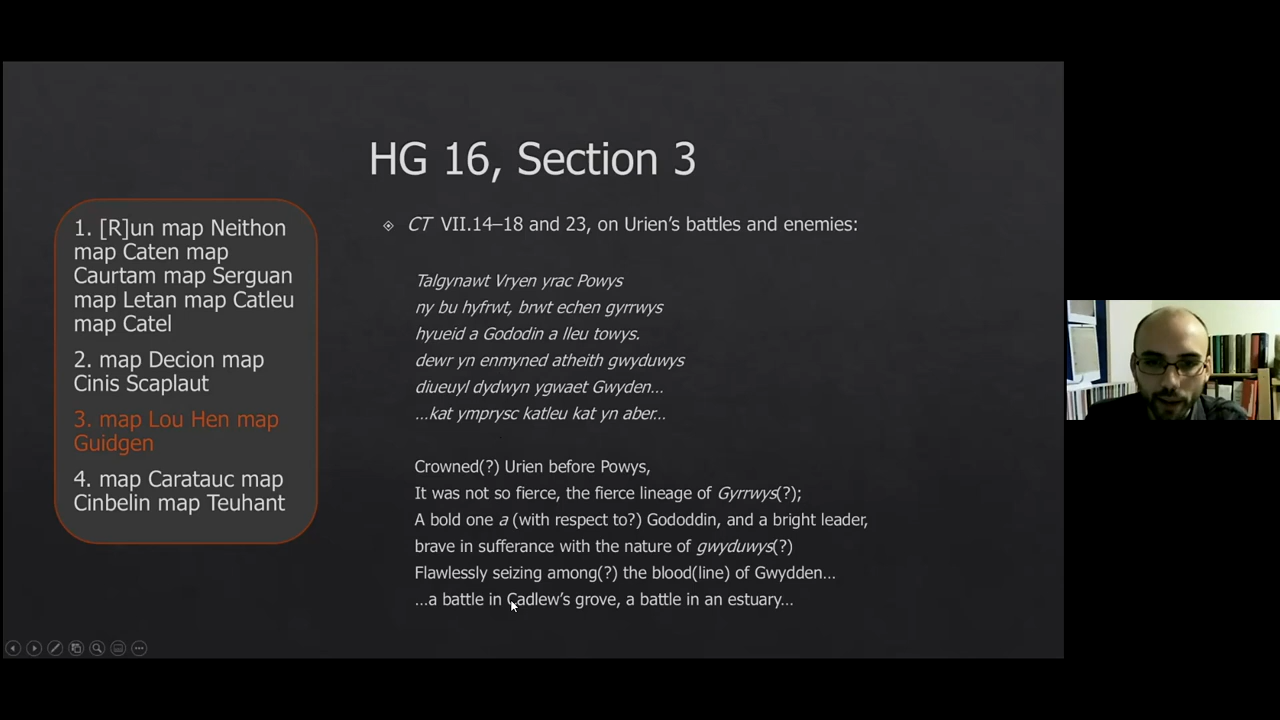 HG 16, Section 3
1. [R]un map Neithon
map Caten map
Caurtam map Serguan
map Letan map Catleu
map Catel
2. map Decion map
Cinis Scaplaut
3. map Lou Hen map
Guidgen
4. map Caratauc map
Cinbelin map Teuhant
CT VII.14–18 and 23, on Urien’s battles and enemies:
Talgynawt Vryen yrac Powys
ny bu hyfrwt, brwt echen gyrrwys
hyueid a Gododin a lleu towys.
dewr yn enmyned atheith gwyduwys
diueuyl dydwyn ygwaet Gwyden…
…kat ymprysc katleu kat yn aber…
Crowned(?) Urien before Powys,
It was not so fierce, the fierce lineage of Gyrrwys(?);
A bold one a (with respect to?) Gododdin, and a bright leader,
brave in sufferance with the nature of gwyduwys(?)
Flawlessly seizing among(?) the blood(line) of Gwydden…
…a battle in Cadlew’s grove, a battle in an estuary…